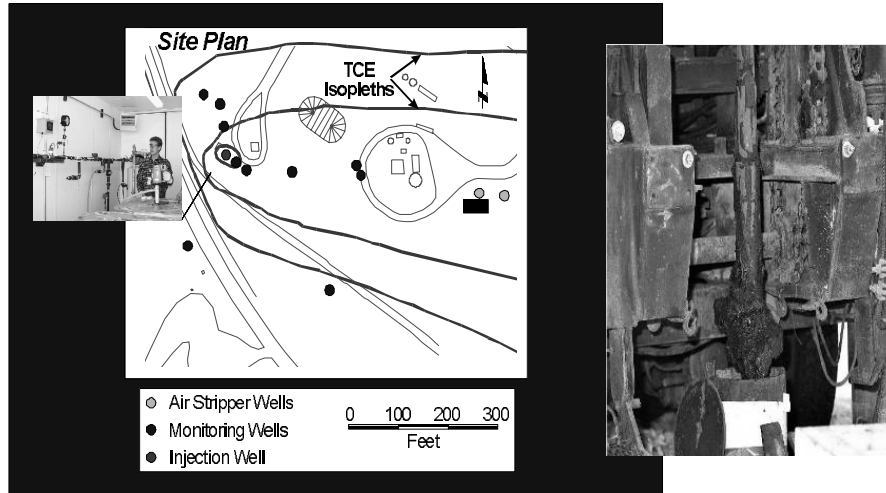 Site Plan
TCE
Isopleths
N
Air Stripper Wells
Monitoring Wells
Injection Well
0 100 200 300
Feet